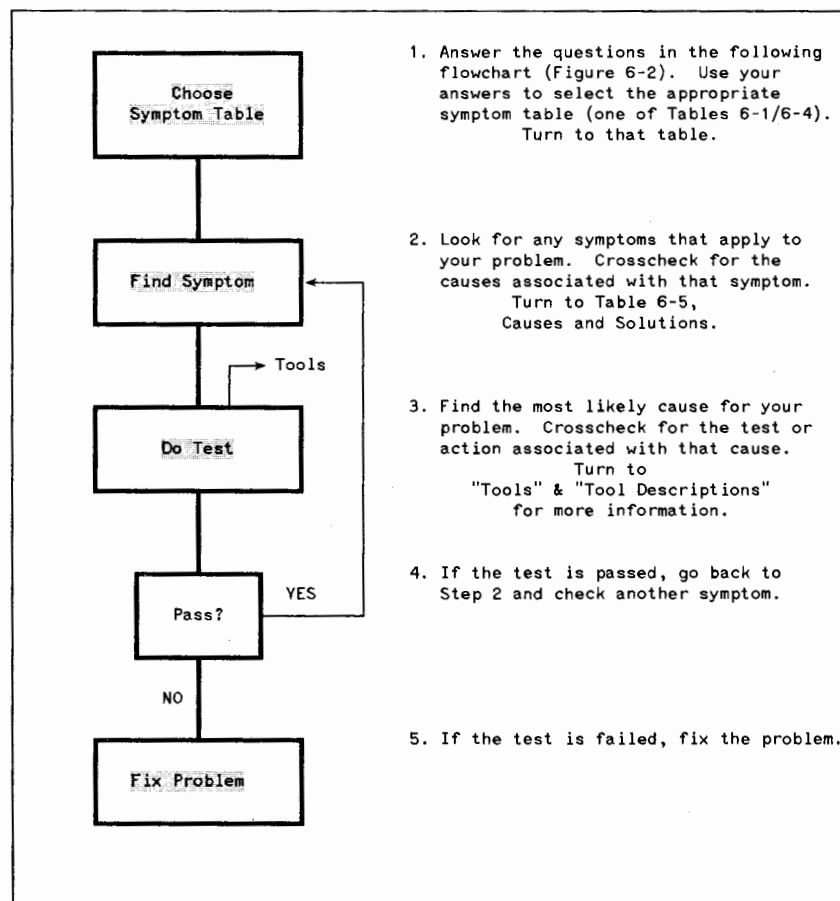 Choose
Symptom Table
1. Answer the questions in the following
flowchart (Figure 6-2). Use your
answers to select the appropriate
symptom table (one of Tables 6-1/6-4).
Turn to that table.
Find Symptom
2. Look for any symptoms that apply to
your problem. Crosscheck for the
causes associated with that symptom.
Turn to Table 6-5,
Causes and Solutions.
Tools
Do Test
3. Find the most likely cause for your
problem. Crosscheck for the test or
action associated with that cause.
Turn to
"Tools" & "Tool Descriptions"
for more information.
Pass?
YES
4. If the test is passed, go back to
Step 2 and check another symptom.
NO
Fix Problem
5. If the test is failed, fix the problem.